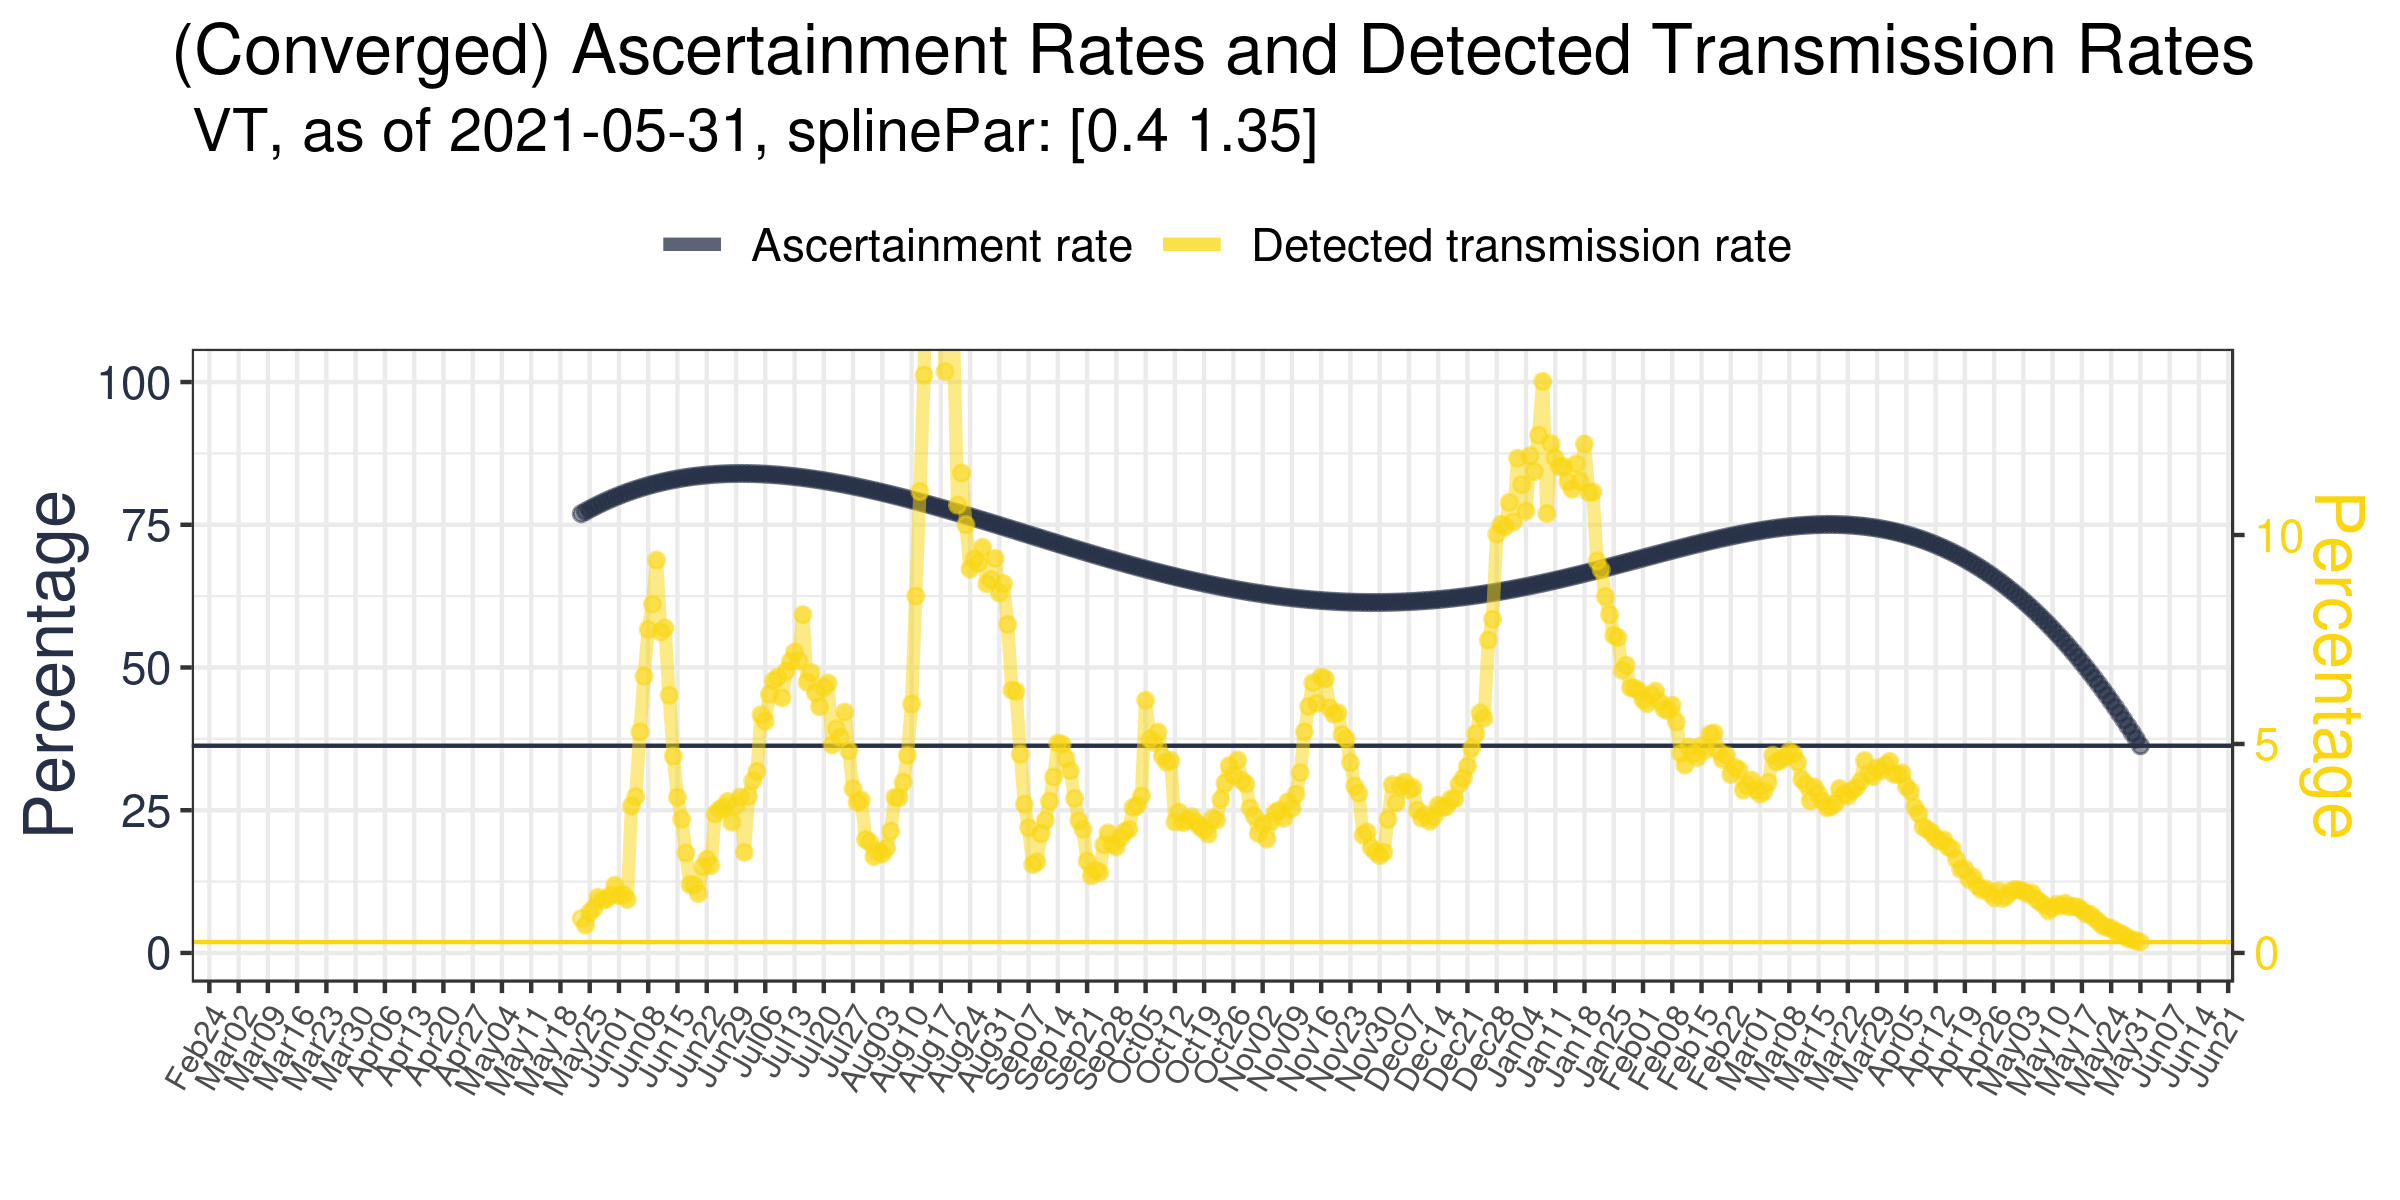 (Converged) Ascertainment Rates and Detected Transmission Rates
VT, as of 2021-05-31, splinePar: [0.4 1.35]
Ascertainment rate Detected transmission rate
Percentage
100
75
50
25
0
10
5
0
Percentage
Feb24 Mar02 Mar09 Mar16 Mar23 Mar30 Apr06 Apr13 Apr20 Apr27 May04 May11 May18 May25 Jun01 Jun08 Jun15 Jun22 Jun29 Jul06 Jul13 Jul20 Jul27 Aug03 Aug10 Aug17 Aug24 Aug31 Sep07 Sep14 Sep21 Sep28 Oct05 Oct12 Oct19 Oct26 Nov02 Nov09 Nov16 Nov23 Nov30 Dec07 Dec14 Dec21 Dec28 Jan04 Jan11 Jan18 Jan25 Feb01 Feb08 Feb15 Feb22 Mar01 Mar08 Mar15 Mar22 Mar29 Apr05 Apr12 Apr19 Apr26 May03 May10 May17 May24 May31 Jun07 Jun14 Jun21